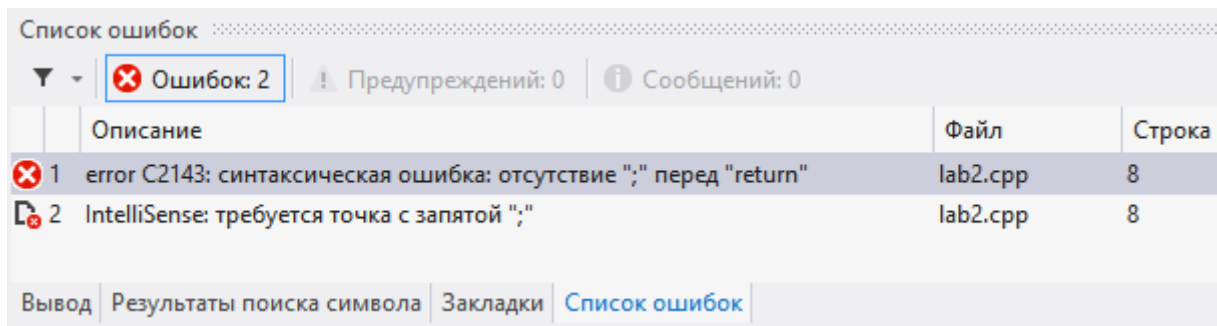 Список ошибок
Ошибок: 2 Предупреждений: 0 Сообщений: 0
Описание Файл Строка
1 error C2143: синтаксическая ошибка: отсутствие ";" перед "return" lab2.cpp 8
2 IntelliSense: требуется точка с запятой ";" lab2.cpp 8
Вывод Результаты поиска символа Закладки Список ошибок